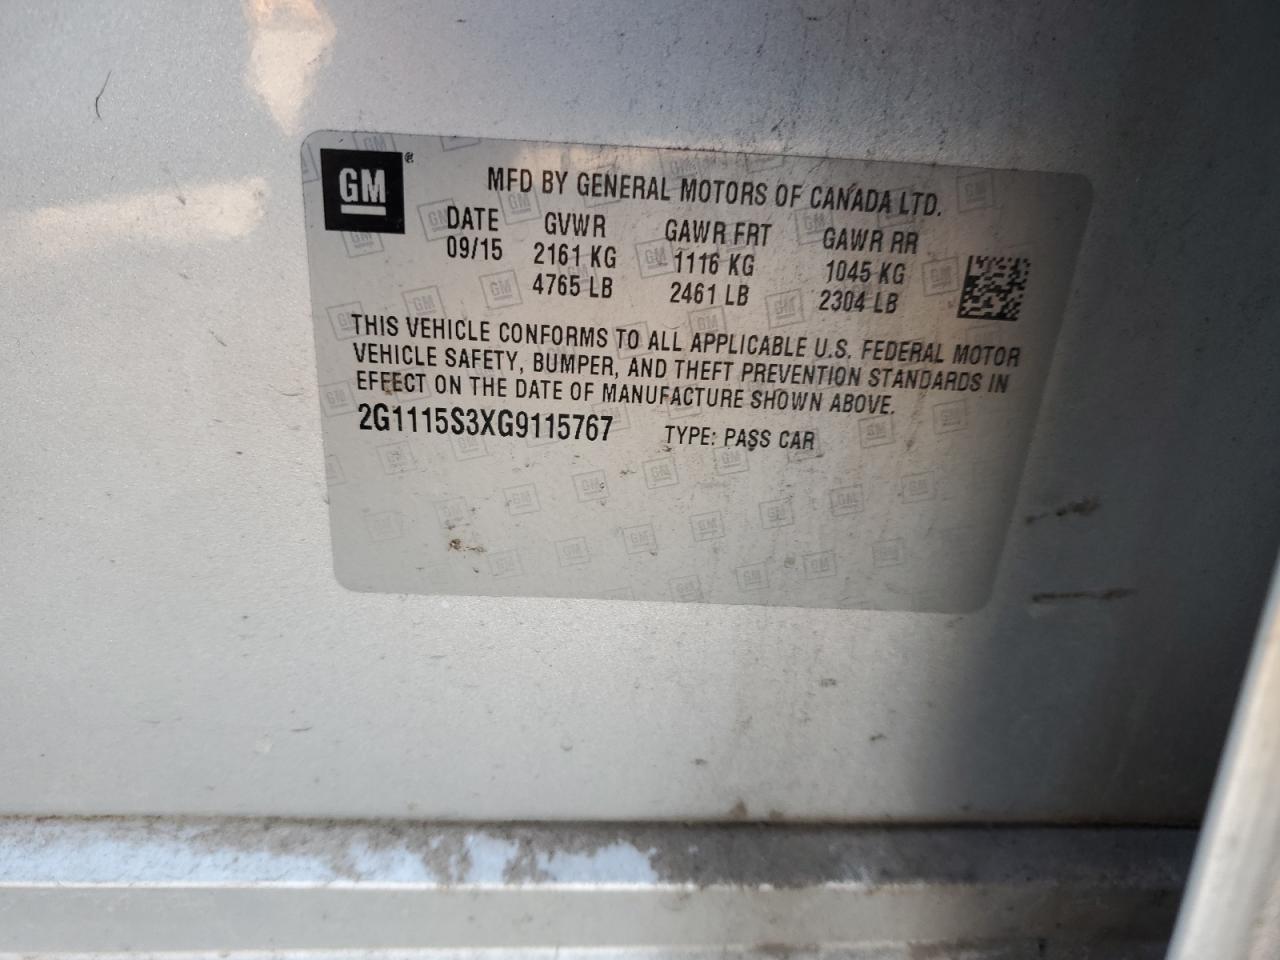 GM®
MFD BY GENERAL MOTORS OF CANADA LTD.
DATE GVWR GAWR FRT GAWR RR
09/15 2161 KG 1116 KG 1045 KG
4765 LB 2461 LB 2304 LB
THIS VEHICLE CONFORMS TO ALL APPLICABLE U.S. FEDERAL MOTOR
VEHICLE SAFETY, BUMPER, AND THEFT PREVENTION STANDARDS IN
EFFECT ON THE DATE OF MANUFACTURE SHOWN ABOVE.
2G1115S3XG9115767 TYPE: PASS CAR